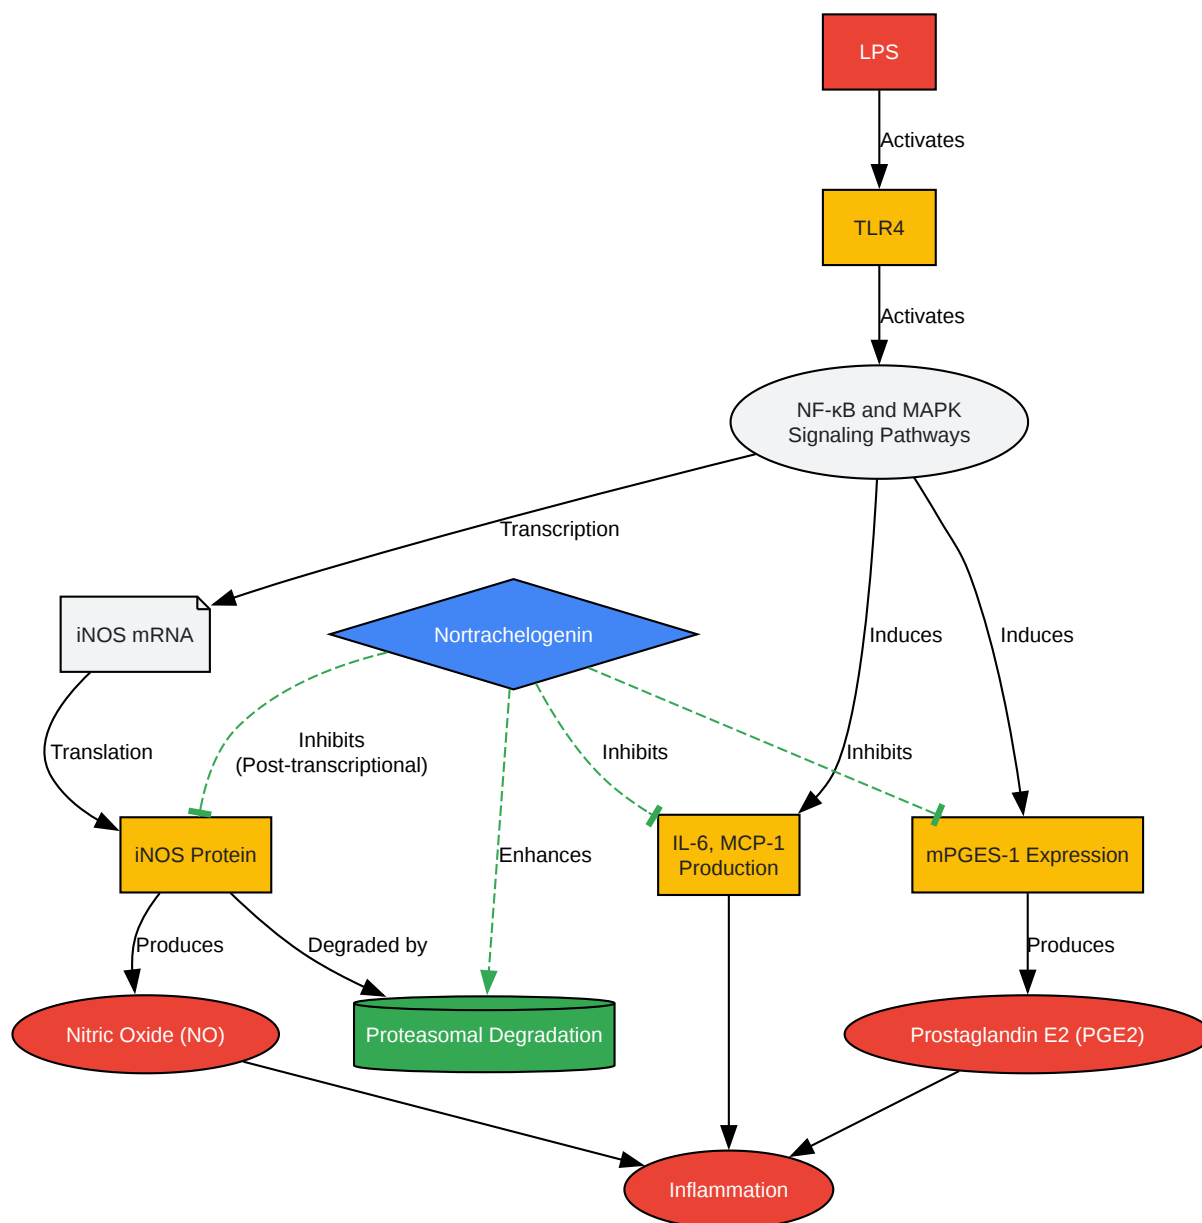 LPS
Activates
TLR4
Activates
NF-κB and MAPK
Signaling Pathways
Transcription
iNOS mRNA
Nortrachelogenin
Induces
Induces
Translation
Inhibits
(Post-transcriptional)
Inhibits
Inhibits
iNOS Protein
Enhances
IL-6, MCP-1
Production
mPGES-1 Expression
Produces
Degraded by
Produces
Nitric Oxide (NO)
Proteasomal Degradation
Prostaglandin E2 (PGE2)
Inflammation